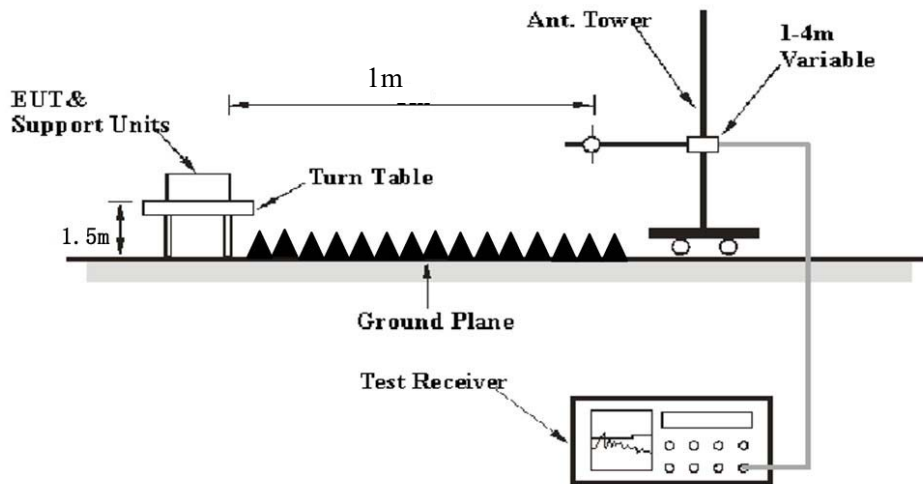 Ant. Tower
1-4m
Variable
1m
EUT&
Support Units
Turn Table
1.5m
Ground Plane
Test Receiver